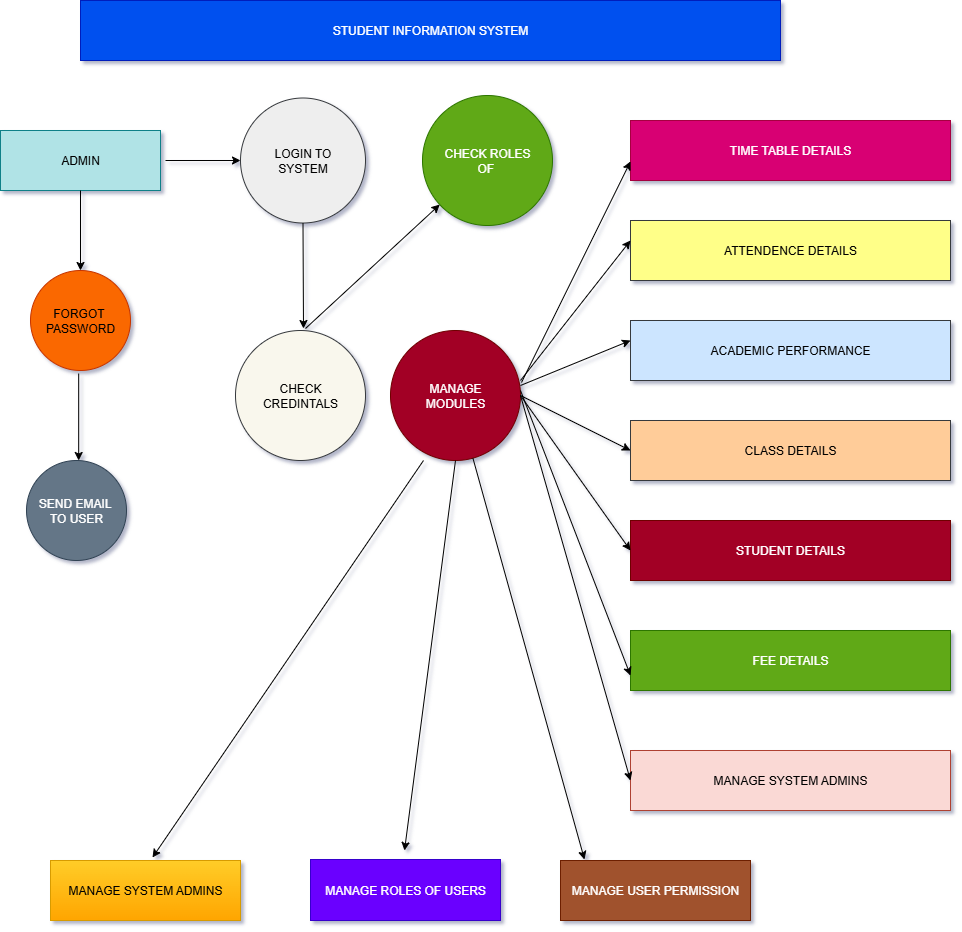 STUDENT INFORMATION SYSTEM
ADMIN
LOGIN TO
SYSTEM
CHECK ROLES
OF
TIME TABLE DETAILS
ATTENDENCE DETAILS
FORGOT
PASSWORD
ACADEMIC PERFORMANCE
CHECK
CREDINTALS
MANAGE
MODULES
CLASS DETAILS
SEND EMAIL
TO USER
STUDENT DETAILS
FEE DETAILS
MANAGE SYSTEM ADMINS
MANAGE SYSTEM ADMINS
MANAGE ROLES OF USERS
MANAGE USER PERMISSION